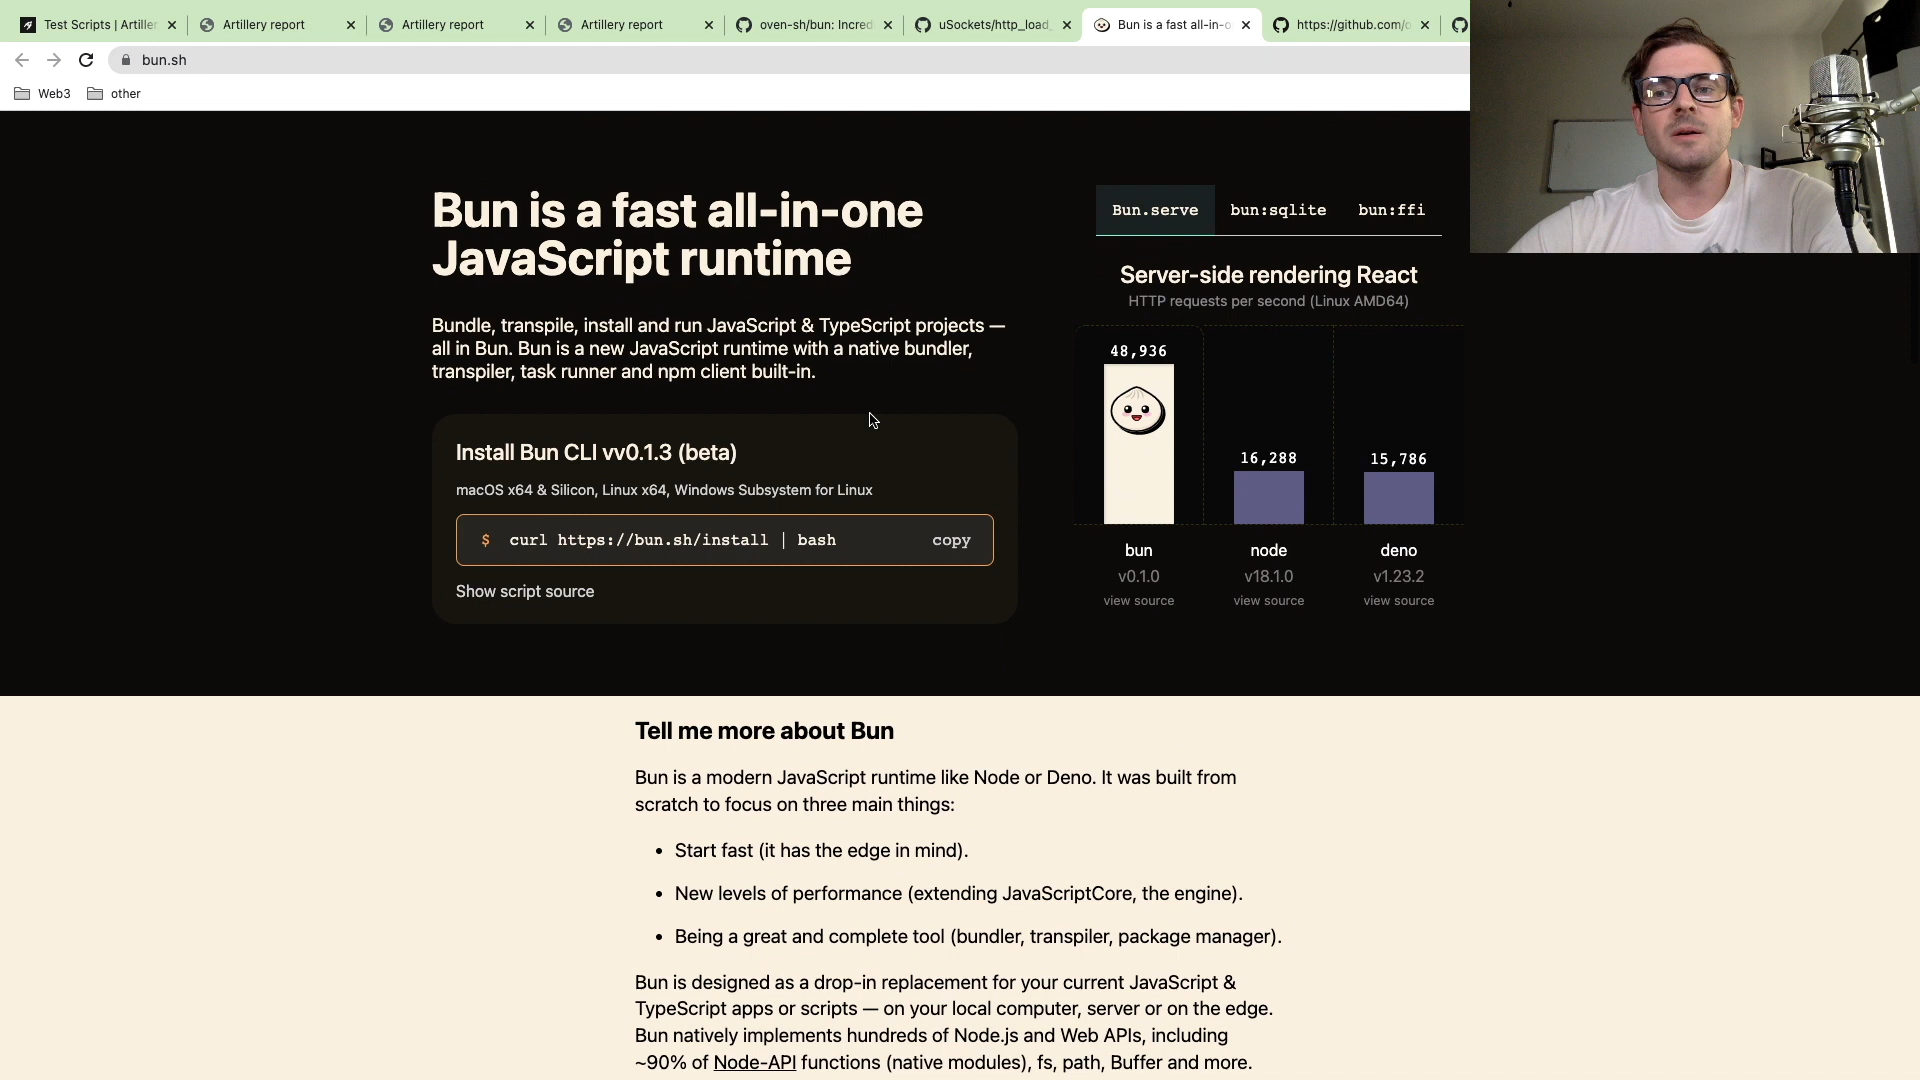 Test Scripts | Artiller
Artillery report
Artillery report
Artillery report
oven-sh/bun: Incred
uSockets/http_load_
Bun is a fast all-in-o
https://github.com/o
bun.sh
Web3
other
Bun is a fast all-in-one
JavaScript runtime
Bundle, transpile, install and run JavaScript & TypeScript projects —
all in Bun. Bun is a new JavaScript runtime with a native bundler,
transpiler, task runner and npm client built-in.
Install Bun CLI vv0.1.3 (beta)
macOS x64 & Silicon, Linux x64, Windows Subsystem for Linux
$ curl https://bun.sh/install | bash
copy
Show script source
Bun.serve
bun:sqlite
bun:ffi
Server-side rendering React
HTTP requests per second (Linux AMD64)
48,936
16,288
15,786
bun
node
deno
v0.1.0
v18.1.0
v1.23.2
view source
view source
view source
Tell me more about Bun
Bun is a modern JavaScript runtime like Node or Deno. It was built from
scratch to focus on three main things:
• Start fast (it has the edge in mind).
• New levels of performance (extending JavaScriptCore, the engine).
• Being a great and complete tool (bundler, transpiler, package manager).
Bun is designed as a drop-in replacement for your current JavaScript &
TypeScript apps or scripts — on your local computer, server or on the edge.
Bun natively implements hundreds of Node.js and Web APIs, including
~90% of Node-API functions (native modules), fs, path, Buffer and more.